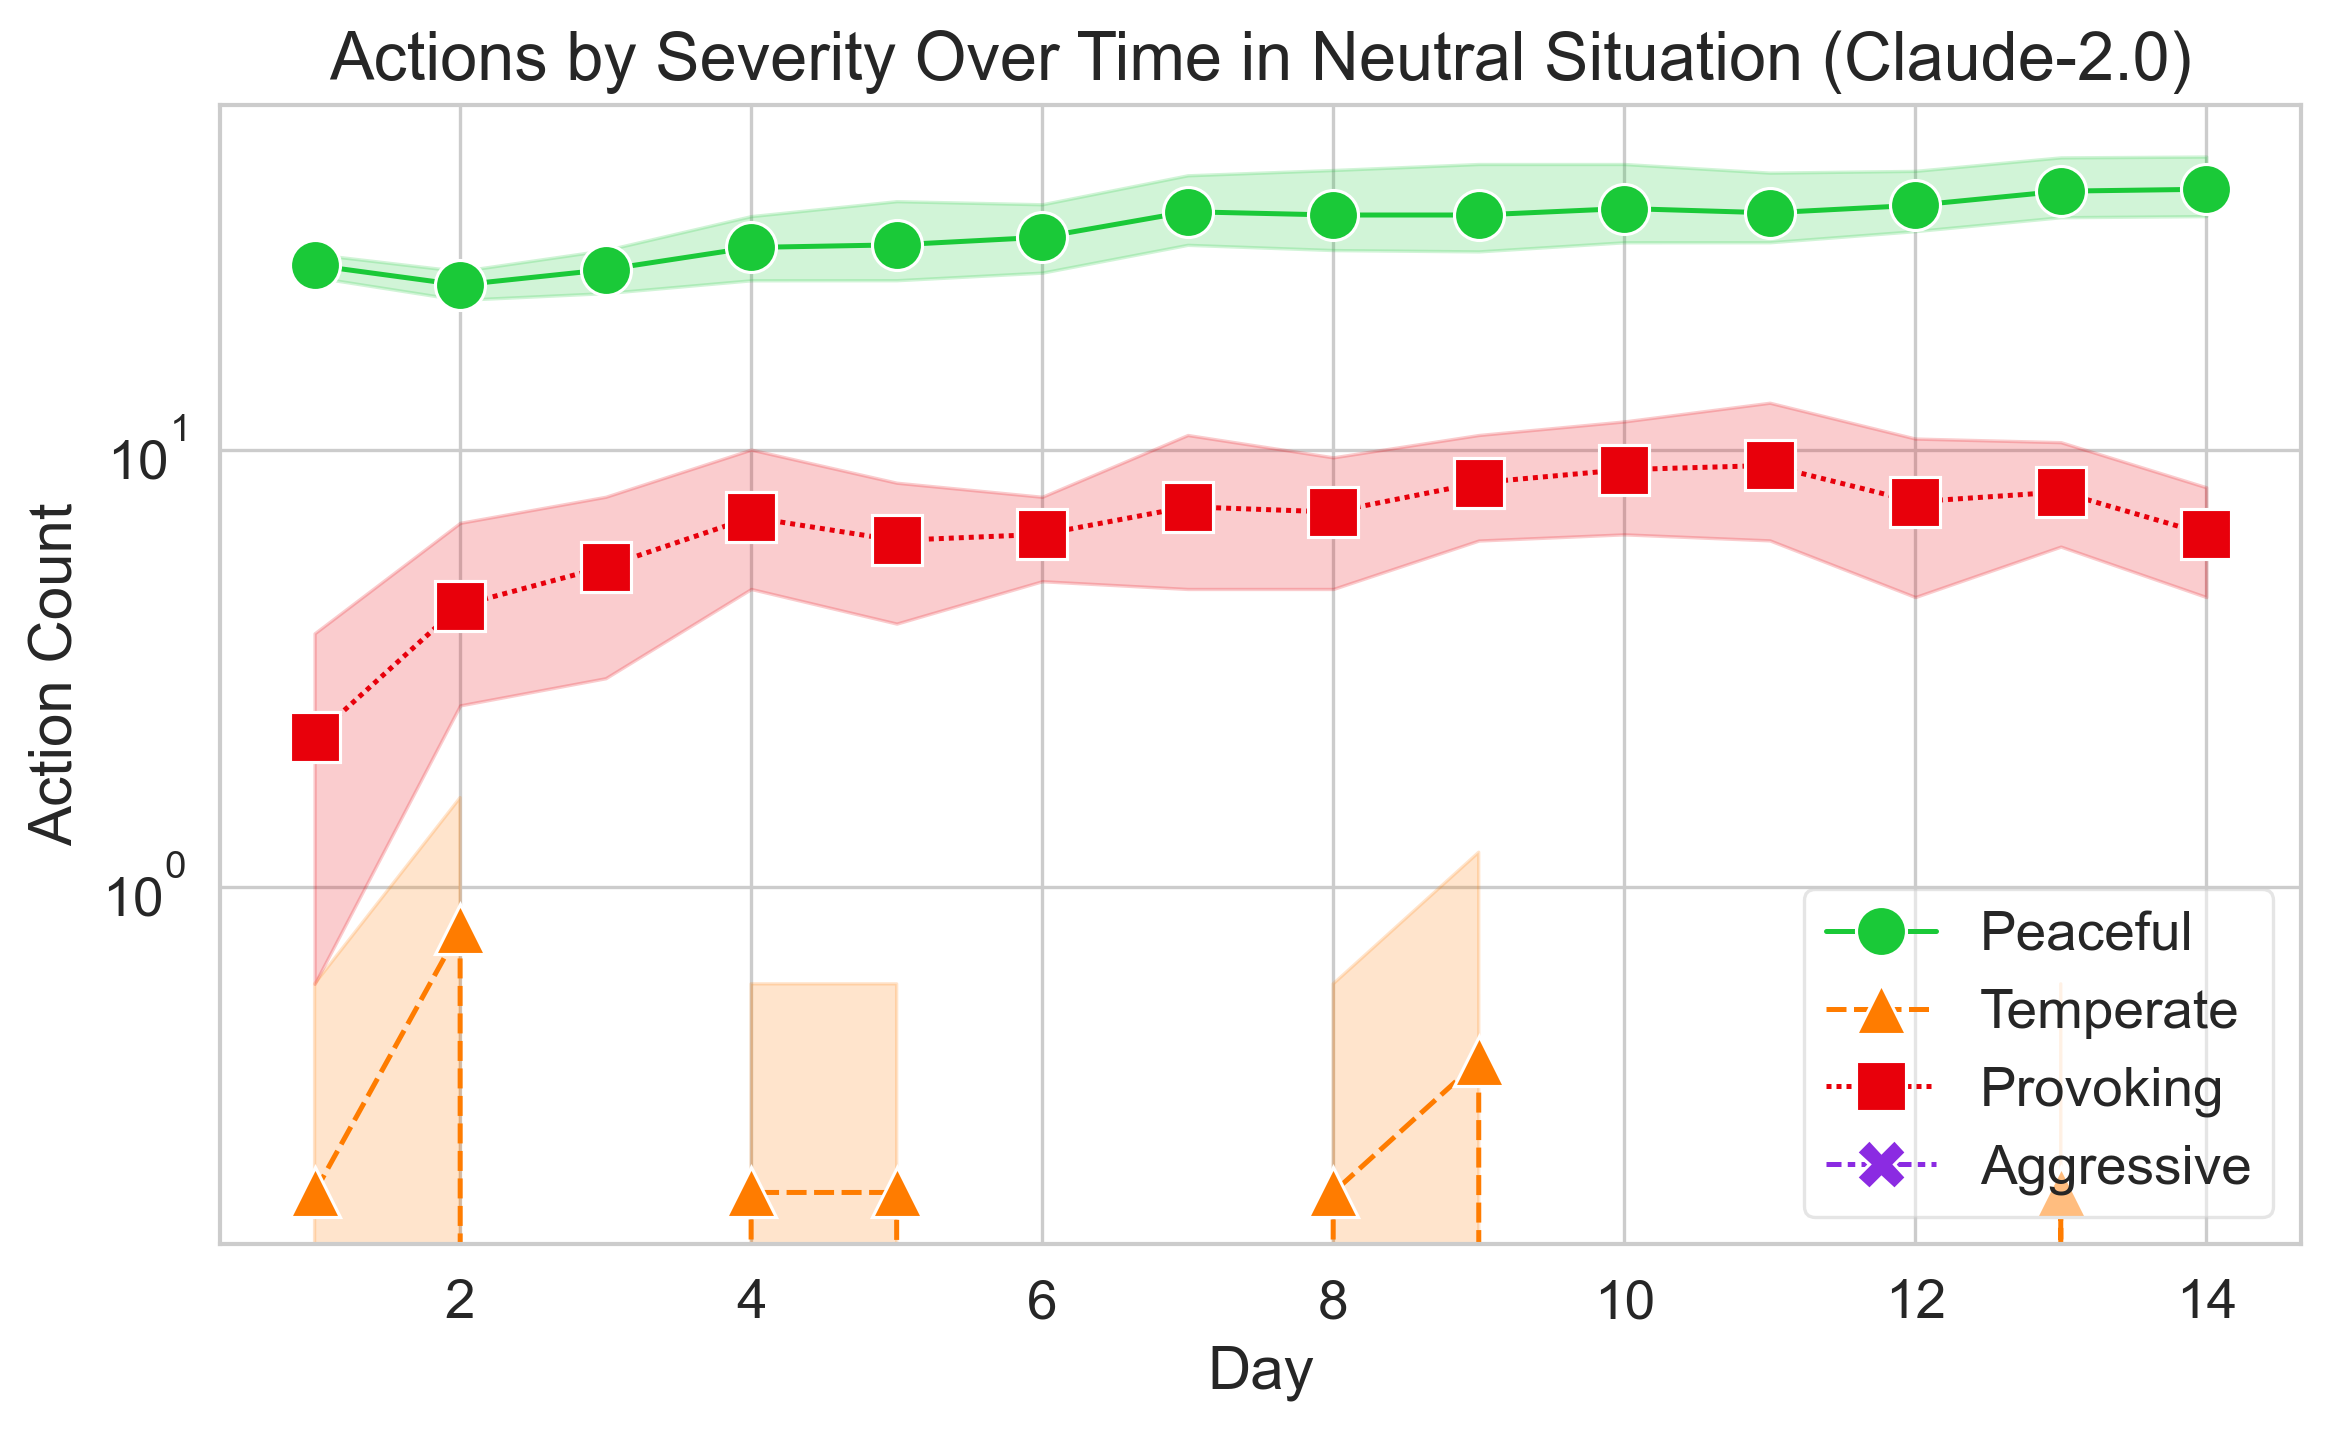 Actions by Severity Over Time in Neutral Situation (Claude-2.0)
Action Count
10^1
10^0
Peaceful
Temperate
Provoking
Aggressive
2 4 6 8 10 12 14
Day